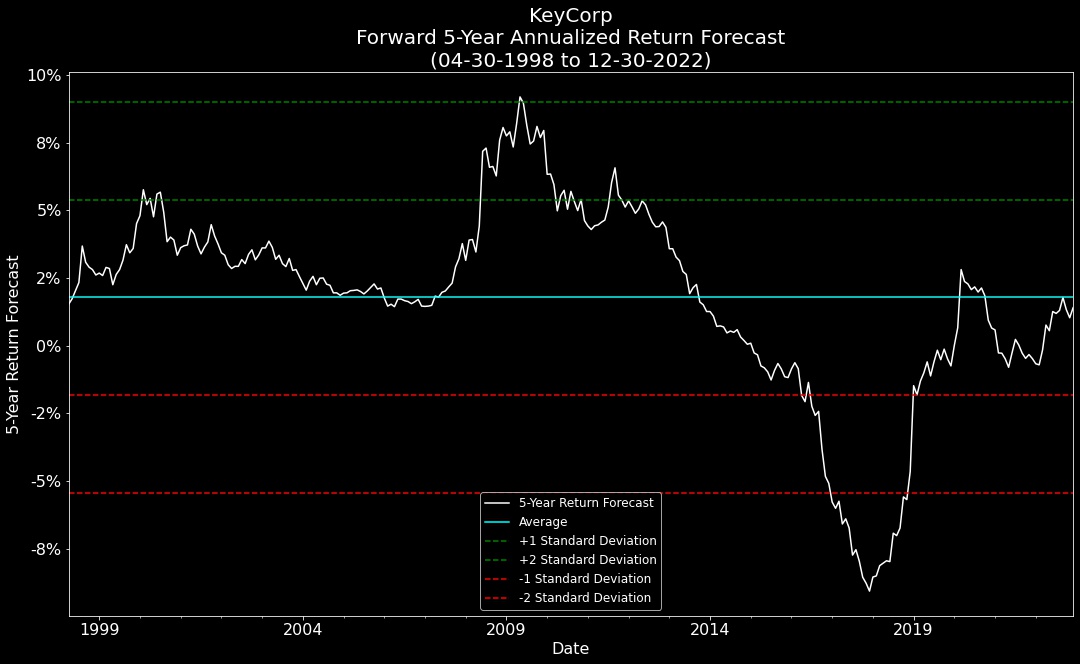 KeyCorp
Forward 5-Year Annualized Return Forecast
(04-30-1998 to 12-30-2022)
10%
8%
5%
2%
0%
-2%
-5%
-8%
5-Year Return Forecast
5-Year Return Forecast
Average
+1 Standard Deviation
+2 Standard Deviation
-1 Standard Deviation
-2 Standard Deviation
1999 2004 2009 2014 2019
Date